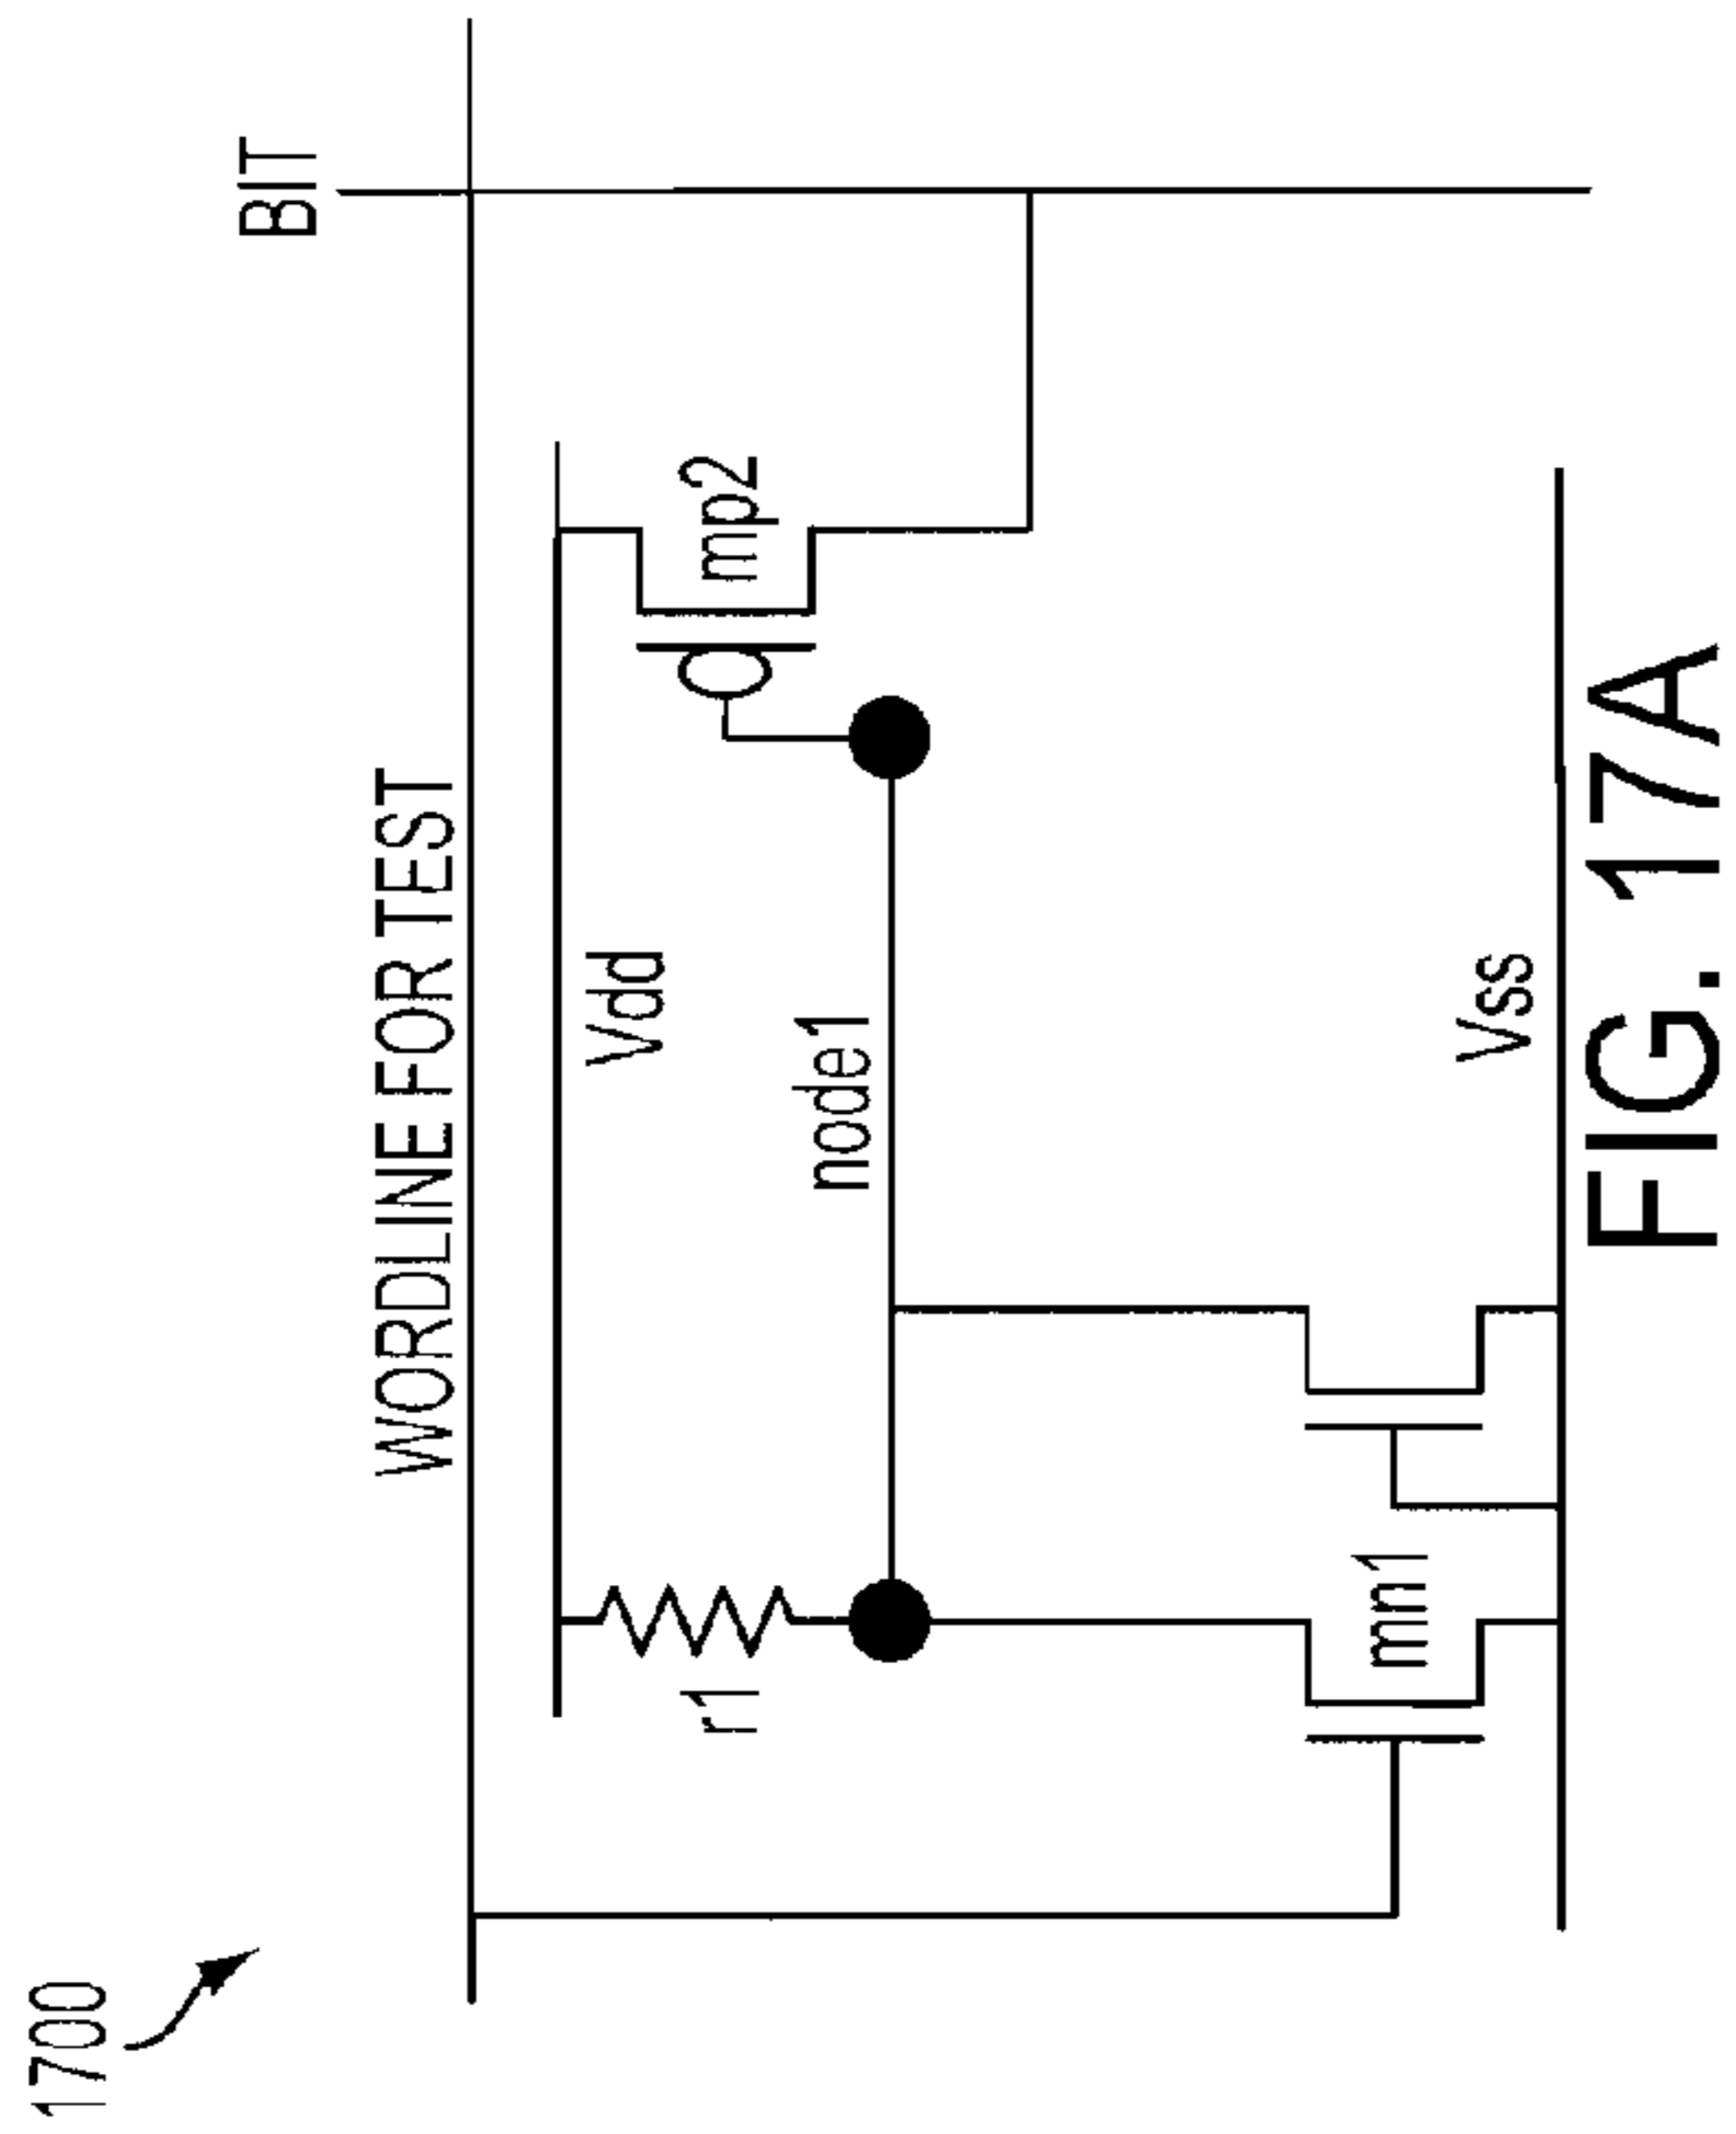 1700
BIT
WORDLINE FOR TEST
Vdd
r1
mp2
node1
mn1
Vss
FIG. 17A